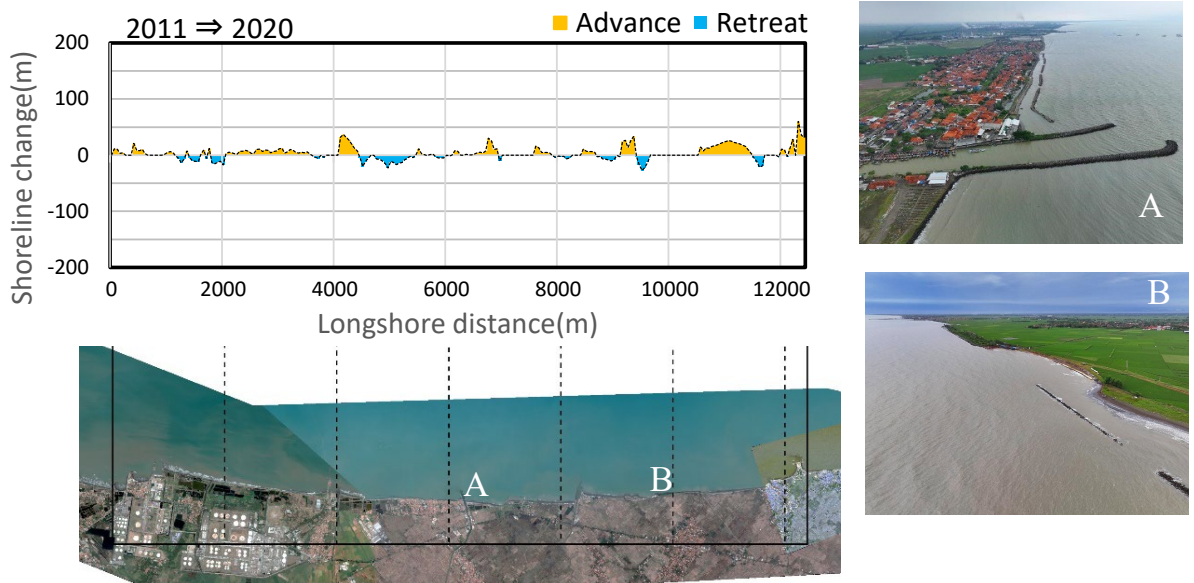 2011 ⇒ 2020
Advance
Retreat
Shoreline change(m)
200
100
0
-100
-200
0
2000
4000
6000
8000
10000
12000
Longshore distance(m)
A
B
A
B